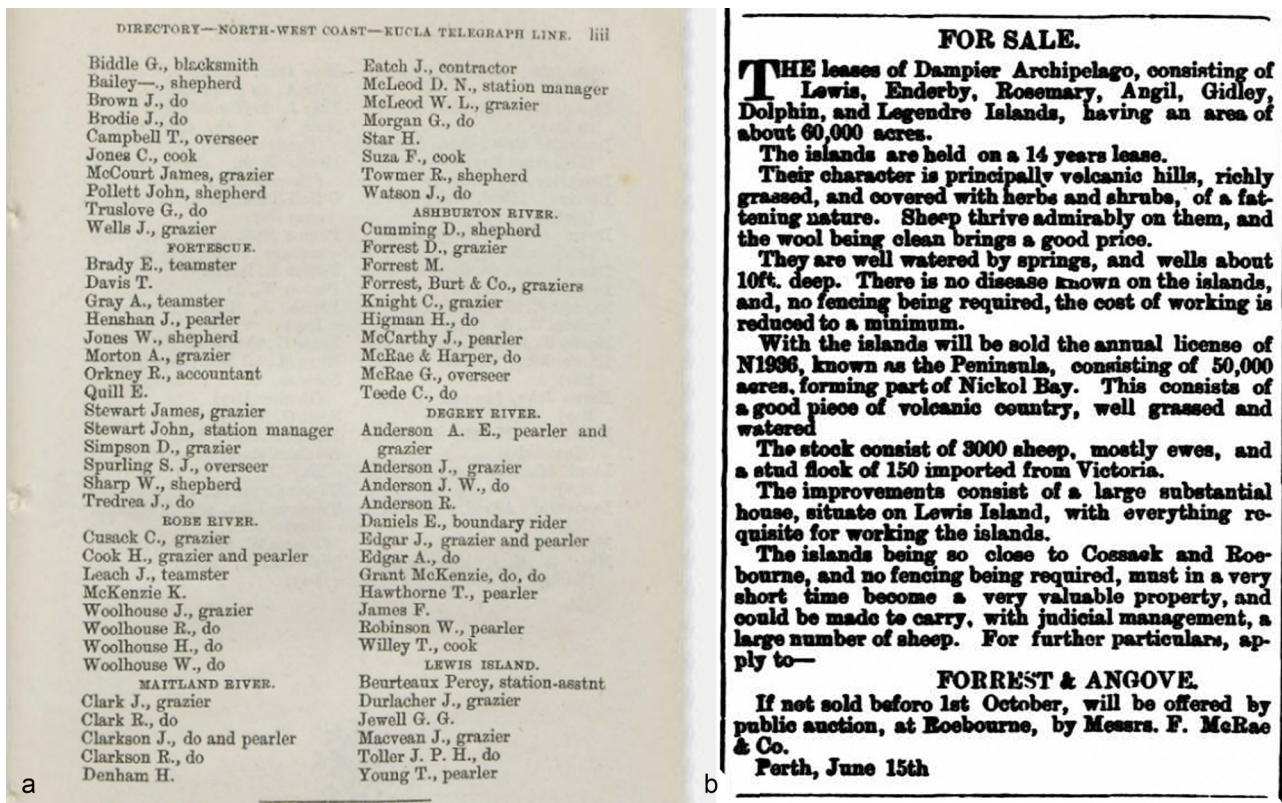 DIRECTORY—NORTH-WEST COAST—EUCLA TELEGRAPH LINE. liii
Biddle G., blacksmith
Bailey—., shepherd
Brown J., do
Brodie J., do
Campbell T., overseer
Jones C., cook
McCourt James, grazier
Pollett John, shepherd
Truslove G., do
Wells J., grazier
FORTESCUE.
Brady E., teamster
Davis T.
Gray A., teamster
Henshan J., pearler
Jones W., shepherd
Morton A., grazier
Orkney R., accountant
Quill E.
Stewart James, grazier
Stewart John, station manager
Simpson D., grazier
Spurling S. J., overseer
Sharp W., shepherd
Tredrea J., do
ROBE RIVER.
Cusack C., grazier
Cook H., grazier and pearler
Leach J., teamster
McKenzie K.
Woolhouse J., grazier
Woolhouse R., do
Woolhouse H., do
Woolhouse W., do
MAITLAND RIVER.
Clark J., grazier
Clark R., do
Clarkson J., do and pearler
Clarkson R., do
Denham H.
Eatch J., contractor
McLeod D. N., station manager
McLeod W. L., grazier
Morgan G., do
Star H.
Suza F., cook
Towmer R., shepherd
Watson J., do
ASHBURTON RIVER.
Cumming D., shepherd
Forrest D., grazier
Forrest M.
Forrest, Burt & Co., graziers
Knight C., grazier
Higman H., do
McCarthy J., pearler
McRae & Harper, do
McRae G., overseer
Teede C., do
DEGREY RIVER.
Anderson A. E., pearler and
grazier
Anderson J., grazier
Anderson J. W., do
Anderson R.
Daniels E., boundary rider
Edgar J., grazier and pearler
Edgar A., do
Grant McKenzie, do, do
Hawthorne T., pearler
James F.
Robinson W., pearler
Willey T., cook
LEWIS ISLAND.
Beurteaux Percy, station-asstnt
Durlacher J., grazier
Jewell G. G.
Macvean J., grazier
Toller J. P. H., do
Young T., pearler
a
FOR SALE.
THE leases of Dampier Archipelago, consisting of
Lewis, Enderby, Rosemary, Angil, Gidley,
Dolphin, and Legendre Islands, having an area of
about 60,000 acres.
The islands are held on a 14 years lease.
Their character is principally volcanic hills, richly
grassed, and covered with herbs and shrubs, of a fat-
tening nature. Sheep thrive admirably on them, and
the wool being clean brings a good price.
They are well watered by springs, and wells about
10ft. deep. There is no disease known on the islands,
and, no fencing being required, the cost of working is
reduced to a minimum.
With the islands will be sold the annual license of
N1936, known as the Peninsula, consisting of 50,000
acres, forming part of Nickol Bay. This consists of
a good piece of volcanic country, well grassed and
watered
The stock consist of 3000 sheep, mostly ewes, and
a stud flock of 150 imported from Victoria.
The improvements consist of a large substantial
house, situate on Lewis Island, with everything re-
quisite for working the islands.
The islands being so close to Cossack and Roe-
bourne, and no fencing being required, must in a very
short time become a very valuable property, and
could be made to carry, with judicial management, a
large number of sheep. For further particulars, ap-
ply to—
FORREST & ANGOVE.
If not sold before 1st October, will be offered by
public auction, at Roebourne, by Messrs. F. McRae
& Co.
Perth, June 15th
b